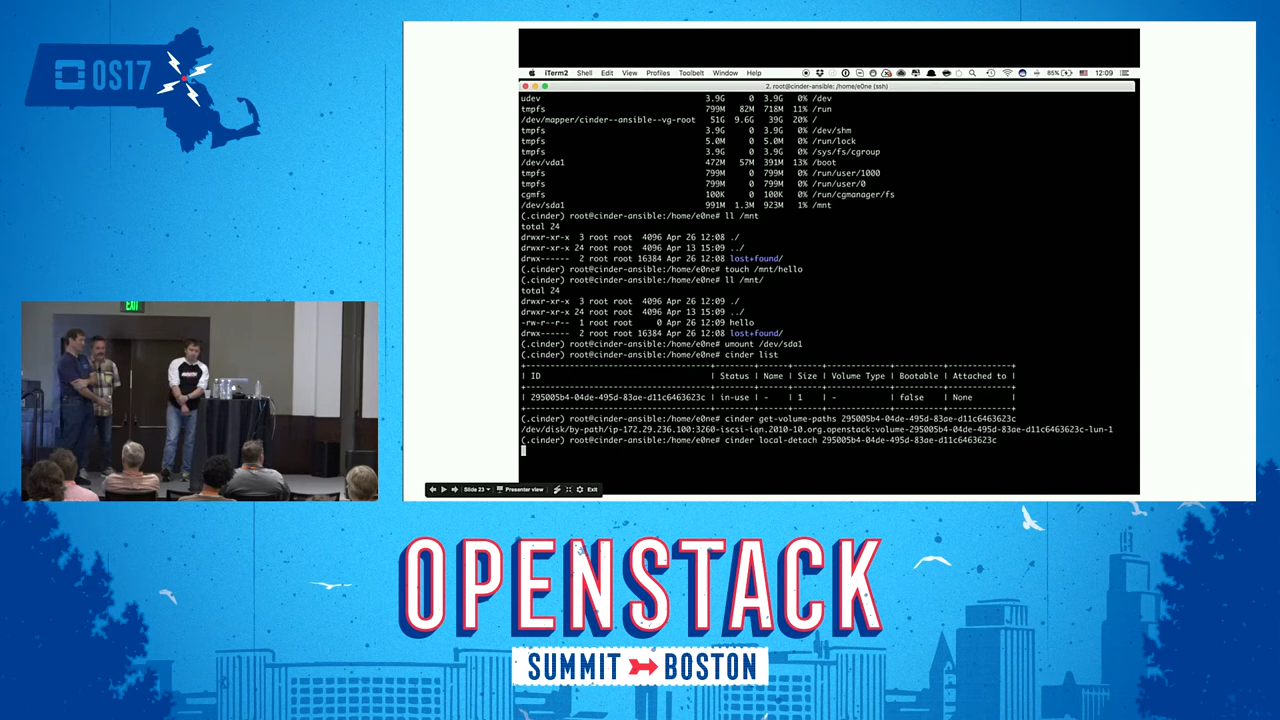 OS17
iTerm2 Shell Edit View Profiles Toolbelt Window Help 85% 12:09
2. root@cinder-ansible: /home/e0ne (ssh)
udev 3.9G 0 3.9G 0% /dev
tmpfs 799M 82M 718M 11% /run
/dev/mapper/cinder--ansible--vg-root 51G 9.6G 39G 20% /
tmpfs 3.9G 0 3.9G 0% /dev/shm
tmpfs 5.0M 0 5.0M 0% /run/lock
tmpfs 3.9G 0 3.9G 0% /sys/fs/cgroup
/dev/vda1 472M 57M 391M 13% /boot
tmpfs 799M 0 799M 0% /run/user/1000
tmpfs 799M 0 799M 0% /run/user/0
cgmfs 100K 0 100K 0% /run/cgmanager/fs
/dev/sda1 991M 1.3M 923M 1% /mnt
(.cinder) root@cinder-ansible:/home/e0ne# ll /mnt
total 24
drwxr-xr-x 3 root root 4096 Apr 26 12:08 ./
drwxr-xr-x 24 root root 4096 Apr 13 15:09 ../
drwx------ 2 root root 16384 Apr 26 12:08 lost+found/
(.cinder) root@cinder-ansible:/home/e0ne# touch /mnt/hello
(.cinder) root@cinder-ansible:/home/e0ne# ll /mnt/
total 24
drwxr-xr-x 3 root root 4096 Apr 26 12:09 ./
drwxr-xr-x 24 root root 4096 Apr 13 15:09 ../
-rw-r--r-- 1 root root 0 Apr 26 12:09 hello
drwx------ 2 root root 16384 Apr 26 12:08 lost+found/
(.cinder) root@cinder-ansible:/home/e0ne# umount /dev/sda1
(.cinder) root@cinder-ansible:/home/e0ne# cinder list
| ID | Status | Name | Size | Volume Type | Bootable | Attached to |
| 295005b4-04de-495d-83ae-d11c6463623c | in-use | - | 1 | - | false | None |
(.cinder) root@cinder-ansible:/home/e0ne# cinder get-volume-paths 295005b4-04de-495d-83ae-d11c6463623c
/dev/disk/by-path/ip-172.29.236.100:3260-iscsi-iqn.2010-10.org.openstack:volume-295005b4-04de-495d-83ae-d11c6463623c-lun-1
(.cinder) root@cinder-ansible:/home/e0ne# cinder local-detach 295005b4-04de-495d-83ae-d11c6463623c
Slide 23 Presenter view Exit
EXIT
OPENSTACK
SUMMIT BOSTON